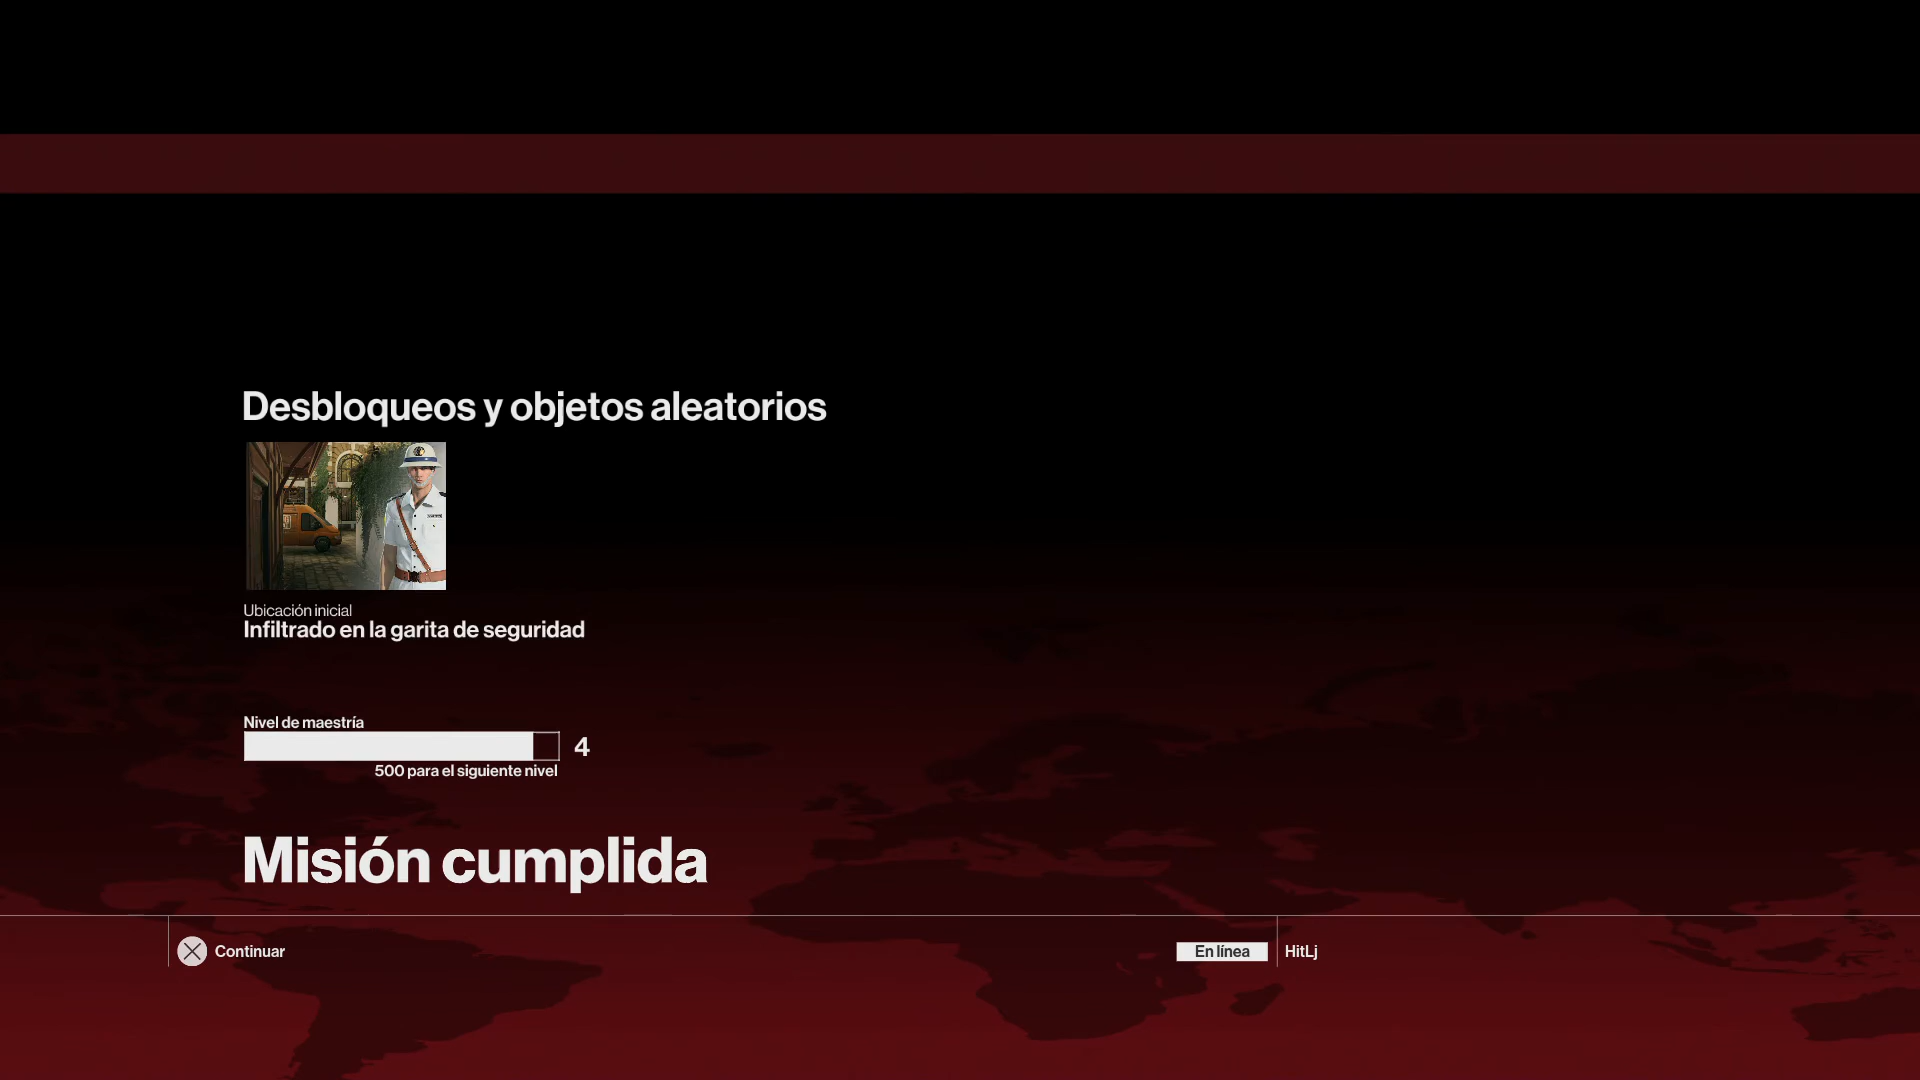 Desbloqueos y objetos aleatorios
Ubicación inicial
Infiltrado en la garita de seguridad
Nivel de maestría
4
500 para el siguiente nivel
Misión cumplida
Continuar
En línea
HitLj